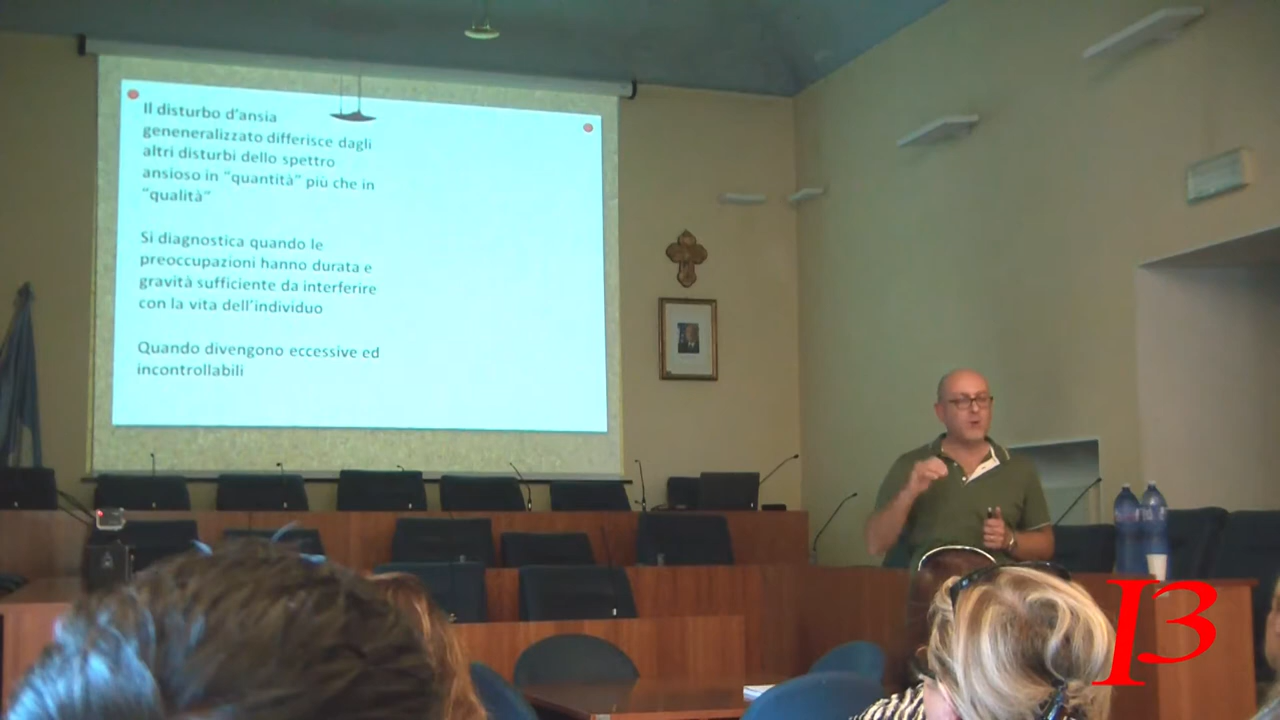 Il disturbo d'ansia
geneneralizzato differisce dagli
altri disturbi dello spettro
ansioso in "quantità" più che in
"qualità"
Si diagnostica quando le
preoccupazioni hanno durata e
gravità sufficiente da interferire
con la vita dell'individuo
Quando divengono eccessive ed
incontrollabili
13